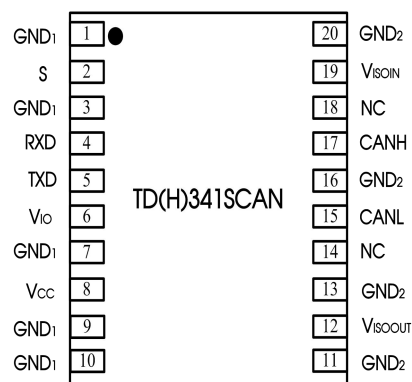 GND1 1 20 GND2
S 2 19 VISOIN
GND1 3 18 NC
RXD 4 17 CANH
TXD 5 16 GND2
TD(H)341SCAN
VIO 6 15 CANL
GND1 7 14 NC
VCC 8 13 GND2
GND1 9 12 VISOOUT
GND1 10 11 GND2